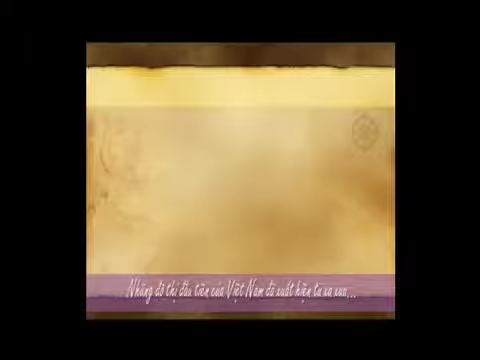 Những đô thị đầu tiên của Việt Nam đã xuất hiện từ xa xưa...